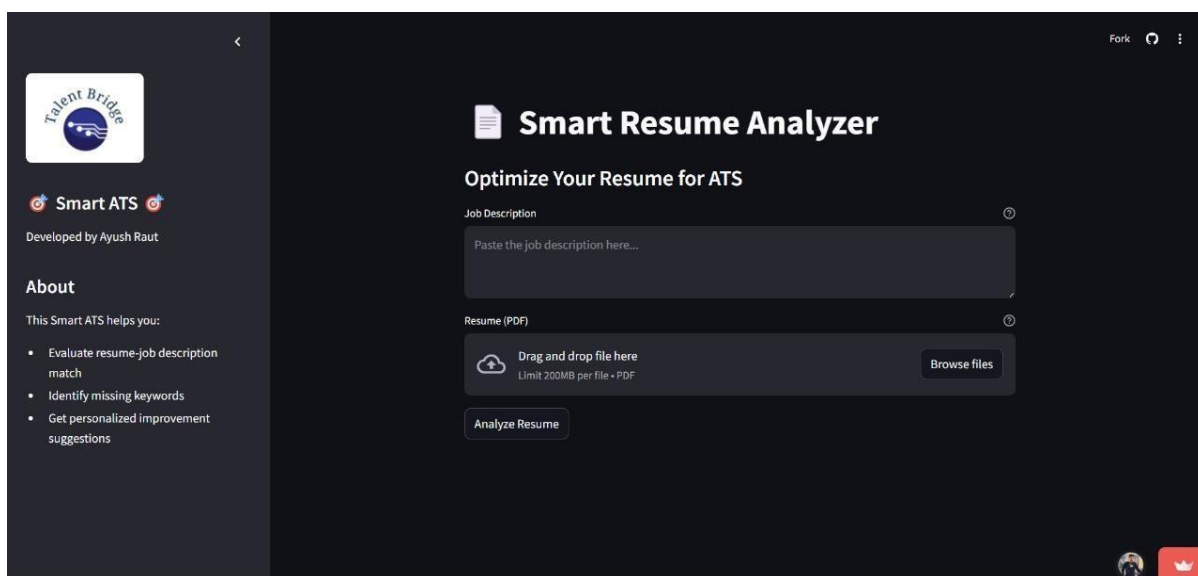 Talent Bridge
🎯 Smart ATS 🎯
Developed by Ayush Raut
About
This Smart ATS helps you:
• Evaluate resume-job description
match
• Identify missing keywords
• Get personalized improvement
suggestions
Fork
Smart Resume Analyzer
Optimize Your Resume for ATS
Job Description
Paste the job description here...
Resume (PDF)
Drag and drop file here
Limit 200MB per file • PDF
Browse files
Analyze Resume